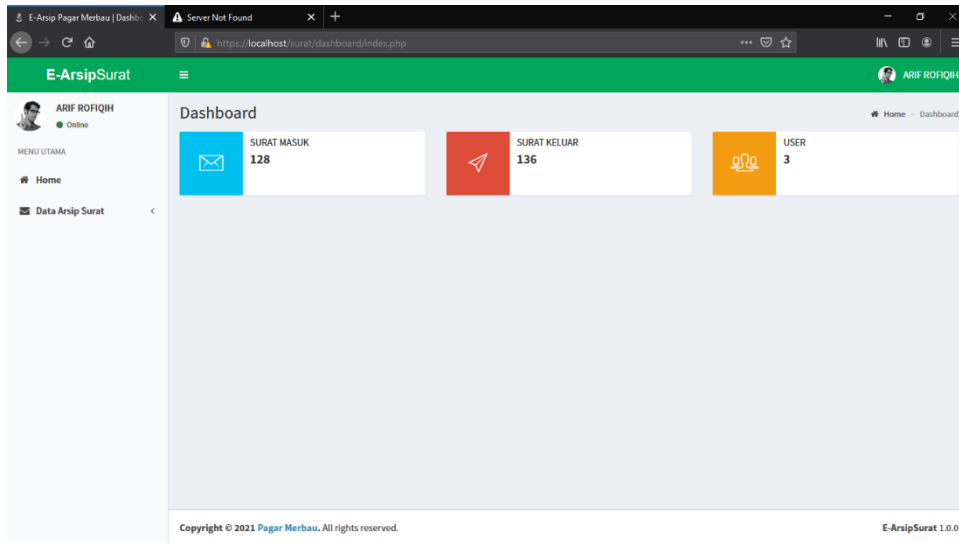 E-Arsip Pagar Merbau | Dashbo
Server Not Found
https://localhost/surat/dashboard/index.php
E-ArsipSurat
ARIF ROFIQIH
ARIF ROFIQIH
Online
MENU UTAMA
Home
Data Arsip Surat
Dashboard
Home > Dashboard
SURAT MASUK
128
SURAT KELUAR
136
USER
3
Copyright © 2021 Pagar Merbau. All rights reserved.
E-ArsipSurat 1.0.0